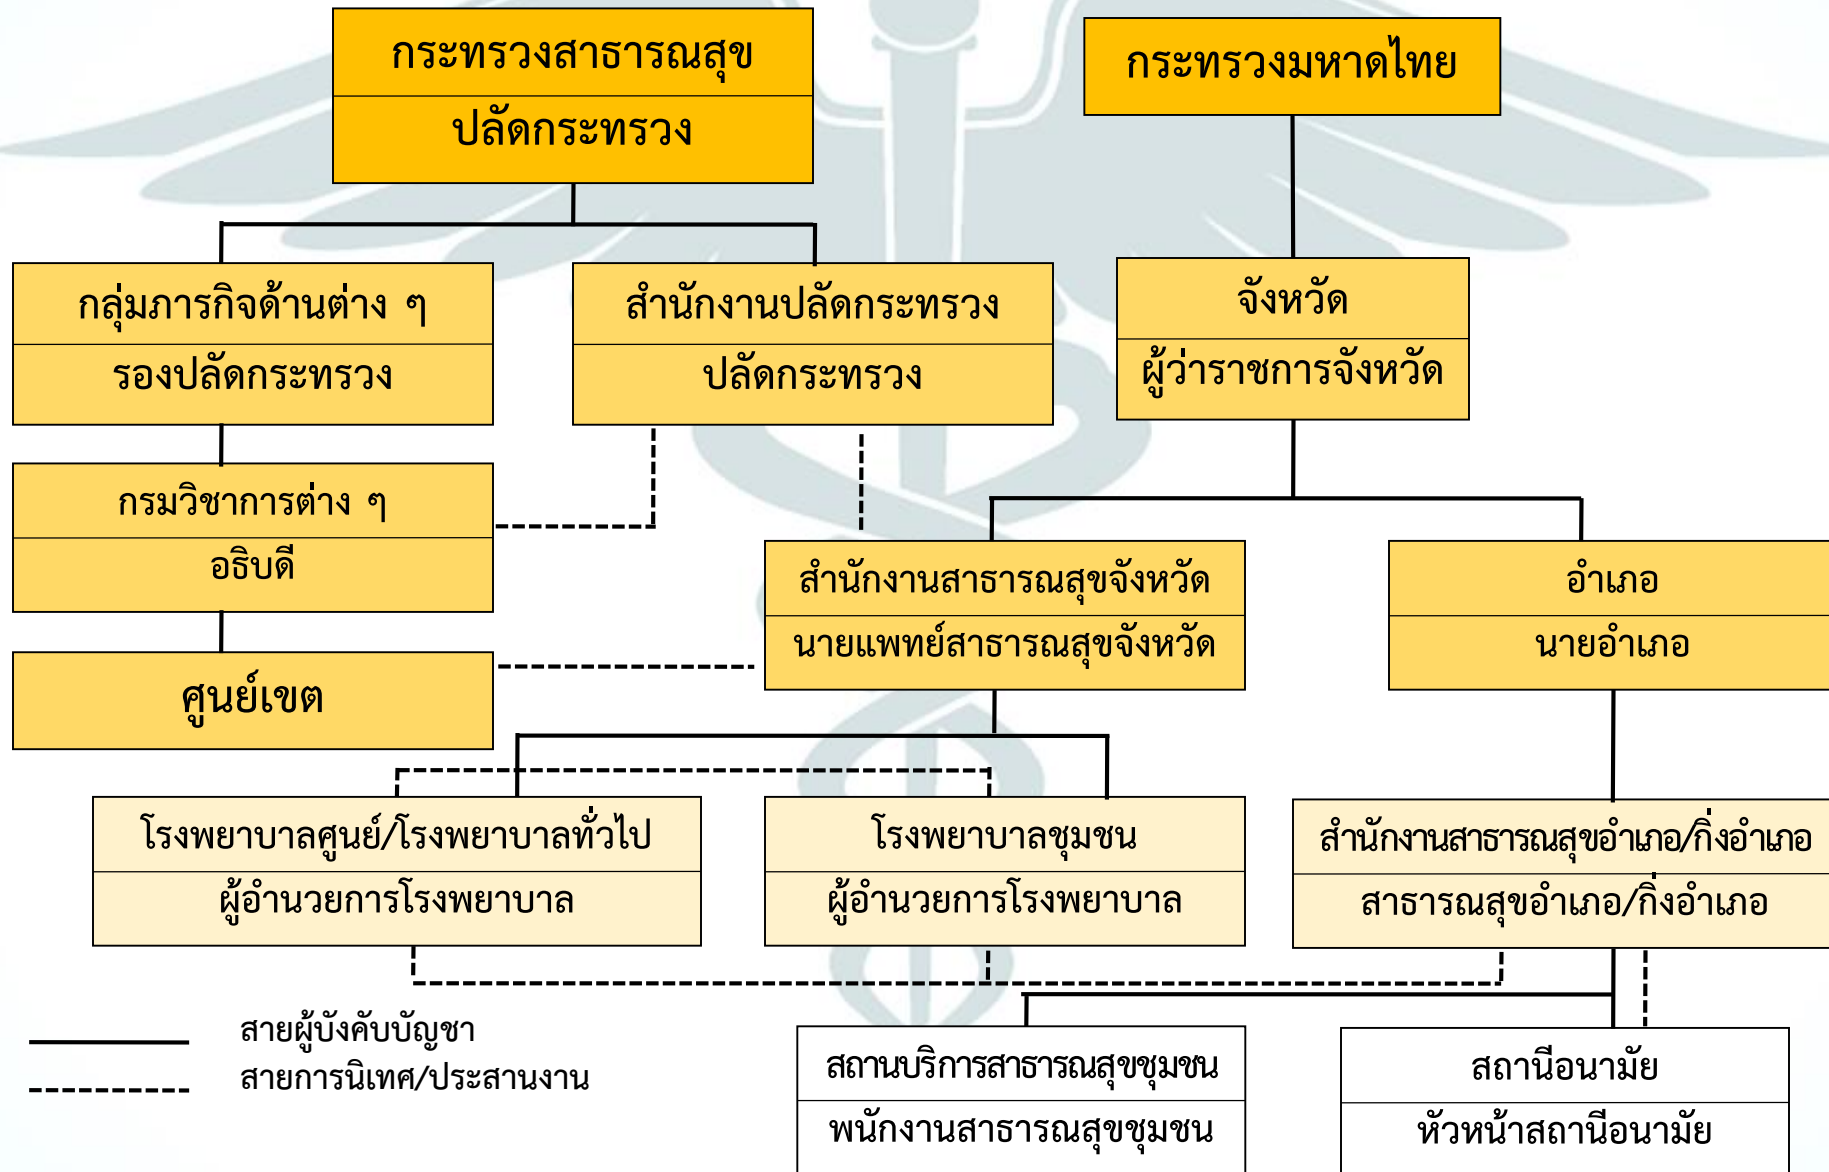 กระทรวงสาธารณสุข
ปลัดกระทรวง
กระทรวงมหาดไทย
กลุ่มภารกิจด้านต่าง ๆ
รองปลัดกระทรวง
สำนักงานปลัดกระทรวง
ปลัดกระทรวง
จังหวัด
ผู้ว่าราชการจังหวัด
กรมวิชาการต่าง ๆ
อธิบดี
สำนักงานสาธารณสุขจังหวัด
นายแพทย์สาธารณสุขจังหวัด
อำเภอ
นายอำเภอ
ศูนย์เขต
โรงพยาบาลศูนย์/โรงพยาบาลทั่วไป
ผู้อำนวยการโรงพยาบาล
โรงพยาบาลชุมชน
ผู้อำนวยการโรงพยาบาล
สำนักงานสาธารณสุขอำเภอ/กิ่งอำเภอ
สาธารณสุขอำเภอ/กิ่งอำเภอ
สายผู้บังคับบัญชา
สายการนิเทศ/ประสานงาน
สถานบริการสาธารณสุขชุมชน
พนักงานสาธารณสุขชุมชน
สถานีอนามัย
หัวหน้าสถานีอนามัย